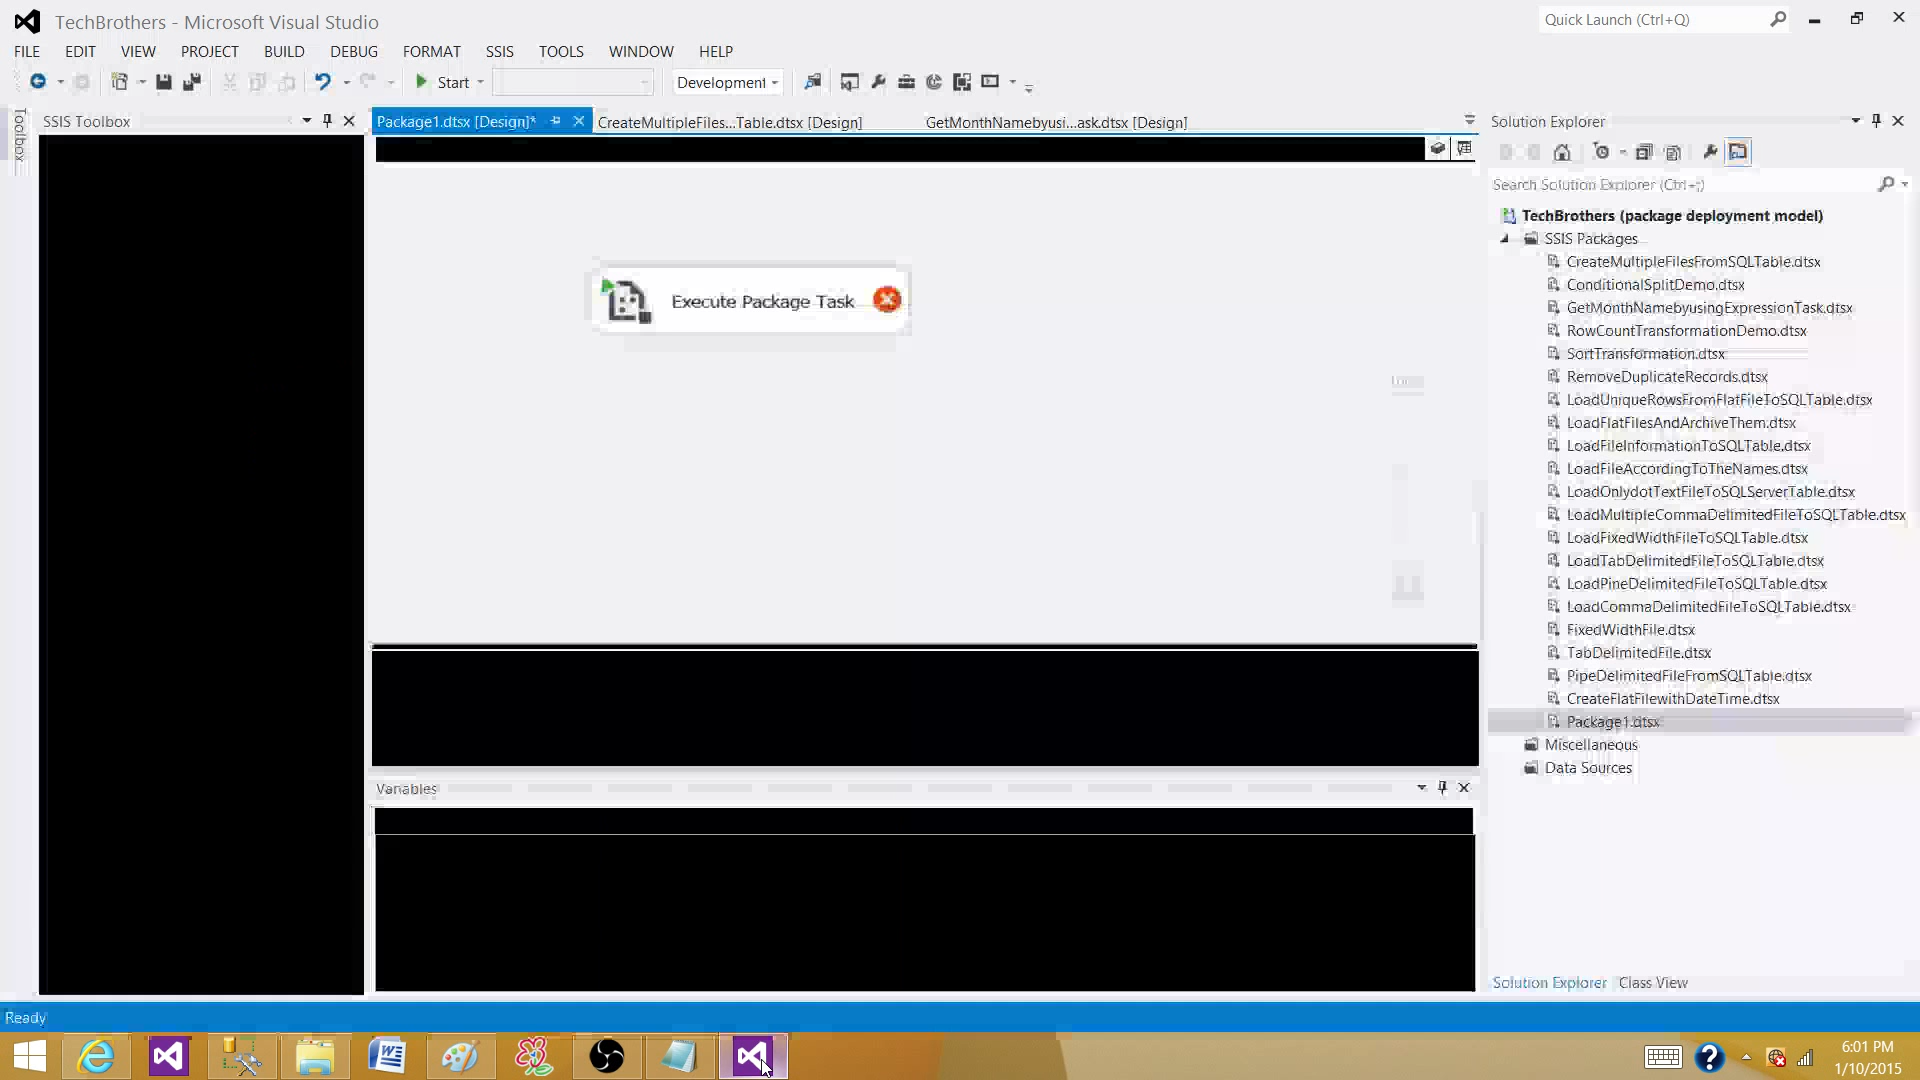 TechBrothers - Microsoft Visual Studio
Quick Launch (Ctrl+Q)
FILE EDIT VIEW PROJECT BUILD DEBUG FORMAT SSIS TOOLS WINDOW HELP
Start
Development
Toolbox
SSIS Toolbox
Package1.dtsx [Design]*
CreateMultipleFiles...Table.dtsx [Design]
GetMonthNamebyusi...ask.dtsx [Design]
Execute Package Task
Variables
Solution Explorer
Search Solution Explorer (Ctrl+;)
TechBrothers (package deployment model)
SSIS Packages
CreateMultipleFilesFromSQLTable.dtsx
ConditionalSplitDemo.dtsx
GetMonthNamebyusingExpressionTask.dtsx
RowCountTransformationDemo.dtsx
SortTransformation.dtsx
RemoveDuplicateRecords.dtsx
LoadUniqueRowsFromFlatFileToSQLTable.dtsx
LoadFlatFilesAndArchiveThem.dtsx
LoadFileInformationToSQLTable.dtsx
LoadFileAccordingToTheNames.dtsx
LoadOnlydotTextFileToSQLServerTable.dtsx
LoadMultipleCommaDelimitedFileToSQLTable.dtsx
LoadFixedWidthFileToSQLTable.dtsx
LoadTabDelimitedFileToSQLTable.dtsx
LoadPineDelimitedFileToSQLTable.dtsx
LoadCommaDelimitedFileToSQLTable.dtsx
FixedWidthFile.dtsx
TabDelimitedFile.dtsx
PipeDelimitedFileFromSQLTable.dtsx
CreateFlatFilewithDateTime.dtsx
Package1.dtsx
Miscellaneous
Data Sources
Solution Explorer Class View
Ready
6:01 PM
1/10/2015